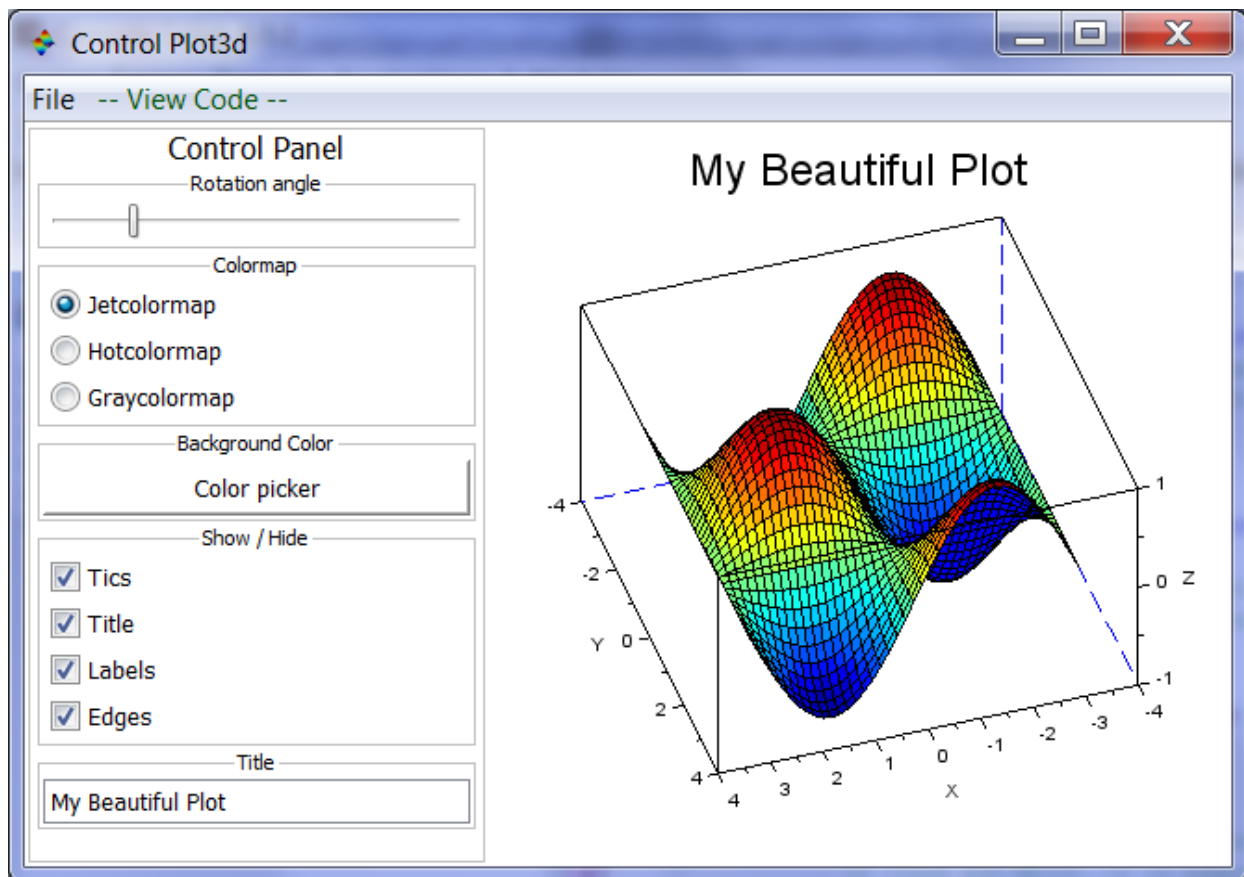 Control Plot3d
X
File -- View Code --
Control Panel
Rotation angle
Colormap
Jetcolormap
Hotcolormap
Graycolormap
Background Color
Color picker
Show / Hide
Tics
Title
Labels
Edges
Title
My Beautiful Plot
My Beautiful Plot
-4
-2
Y 0
2
4
4 3 2 1 0 -1 -2 -3 -4
X
1
0 Z
-1